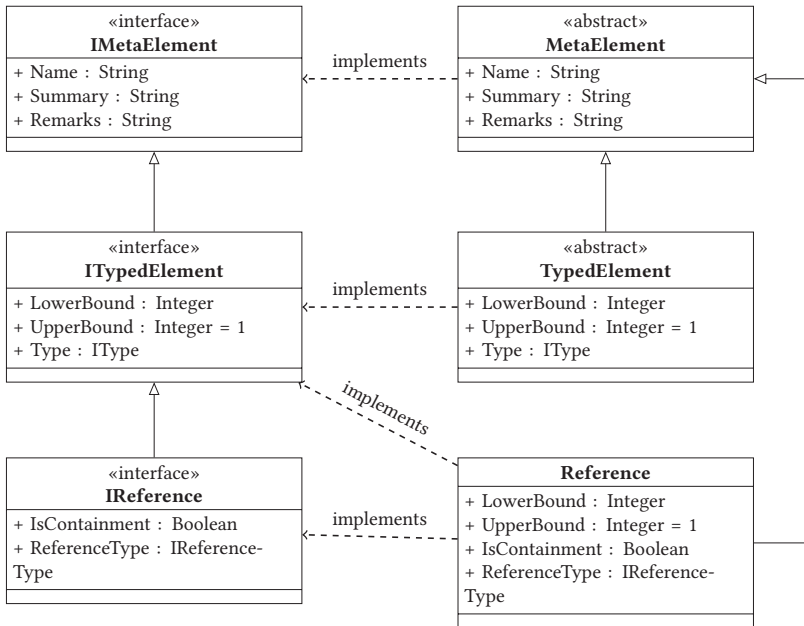 «interface»
IMetaElement
+ Name : String
+ Summary : String
+ Remarks : String
implements
«abstract»
MetaElement
+ Name : String
+ Summary : String
+ Remarks : String
«interface»
ITypedElement
+ LowerBound : Integer
+ UpperBound : Integer = 1
+ Type : IType
implements
«abstract»
TypedElement
+ LowerBound : Integer
+ UpperBound : Integer = 1
+ Type : IType
implements
«interface»
IReference
+ IsContainment : Boolean
+ ReferenceType : IReference-
Type
implements
Reference
+ LowerBound : Integer
+ UpperBound : Integer = 1
+ IsContainment : Boolean
+ ReferenceType : IReference-
Type